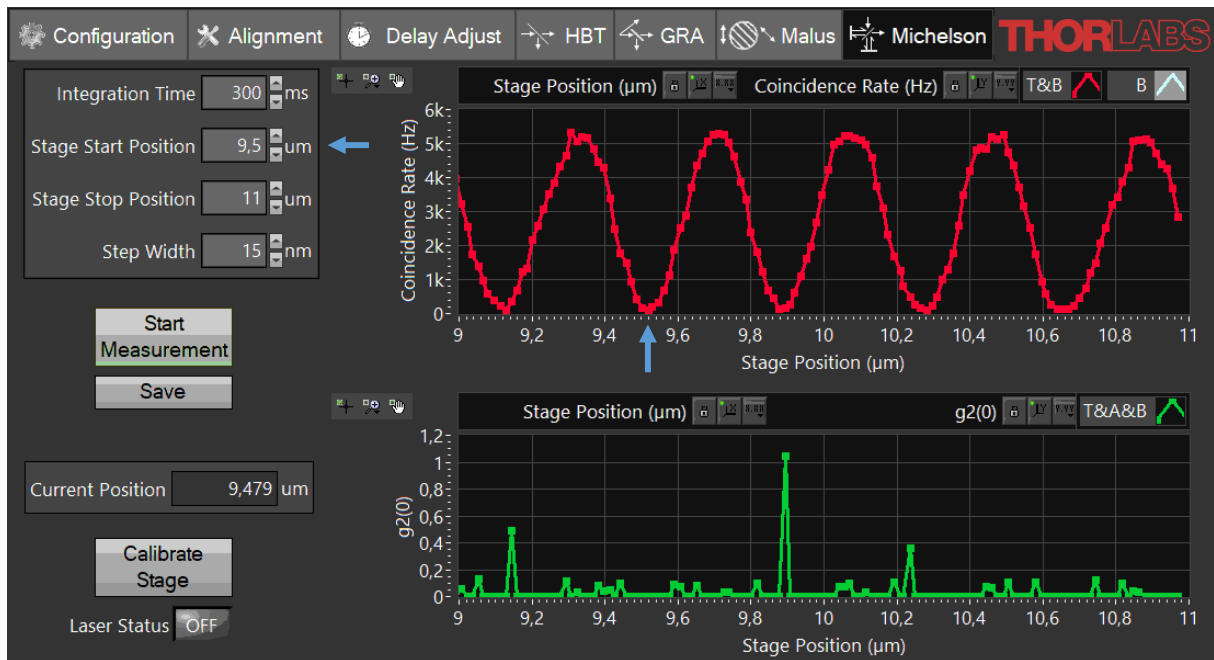 Configuration Alignment Delay Adjust HBT GRA Malus Michelson THORLABS
Integration Time 300 ms
Stage Start Position 9,5 um
Stage Stop Position 11 um
Step Width 15 nm
Start
Measurement
Save
Current Position 9,479 um
Calibrate
Stage
Laser Status OFF
Stage Position (µm) Coincidence Rate (Hz) T&B B
Coincidence Rate (Hz)
6k
5k
4k
3k
2k
1k
0
9 9,2 9,4 9,6 9,8 10 10,2 10,4 10,6 10,8 11
Stage Position (µm)
Stage Position (µm) g2(0) T&A&B
g2(0)
1,2
1
0,8
0,6
0,4
0,2
0
9 9,2 9,4 9,6 9,8 10 10,2 10,4 10,6 10,8 11
Stage Position (µm)